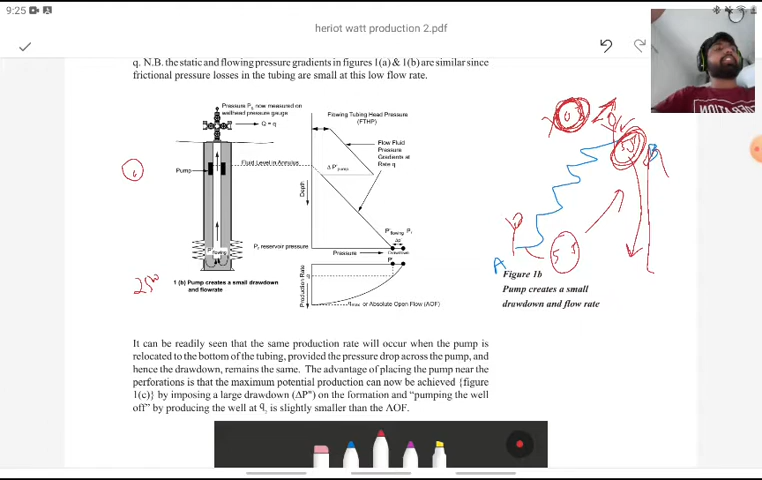 9:25
heriot watt production 2.pdf
q. N.B. the static and flowing pressure gradients in figures 1(a) & 1(b) are similar since
frictional pressure losses in the tubing are small at this low flow rate.
Pressure P, now measured on
wellhead pressure gauge
Q = q
Flowing Tubing Head Pressure
(FTHP)
Flow Fluid
Pressure
Gradients at
Rate q
Fluid Level in Annulus
Pump
Depth
Pressure
Production Rate
q
or Absolute Open Flow (AOF)
1 (b) Pump creates a small drawdown
and flowrate
A
B
Figure 1b
Pump creates a small
drawdown and flow rate
It can be readily seen that the same production rate will occur when the pump is
relocated to the bottom of the tubing, provided the pressure drop across the pump, and
hence the drawdown, remains the same. The advantage of placing the pump near the
perforations is that the maximum potential production can now be achieved {figure
1(c)} by imposing a large drawdown (ΔP") on the formation and “pumping the well
off” by producing the well at q, is slightly smaller than the AOF.